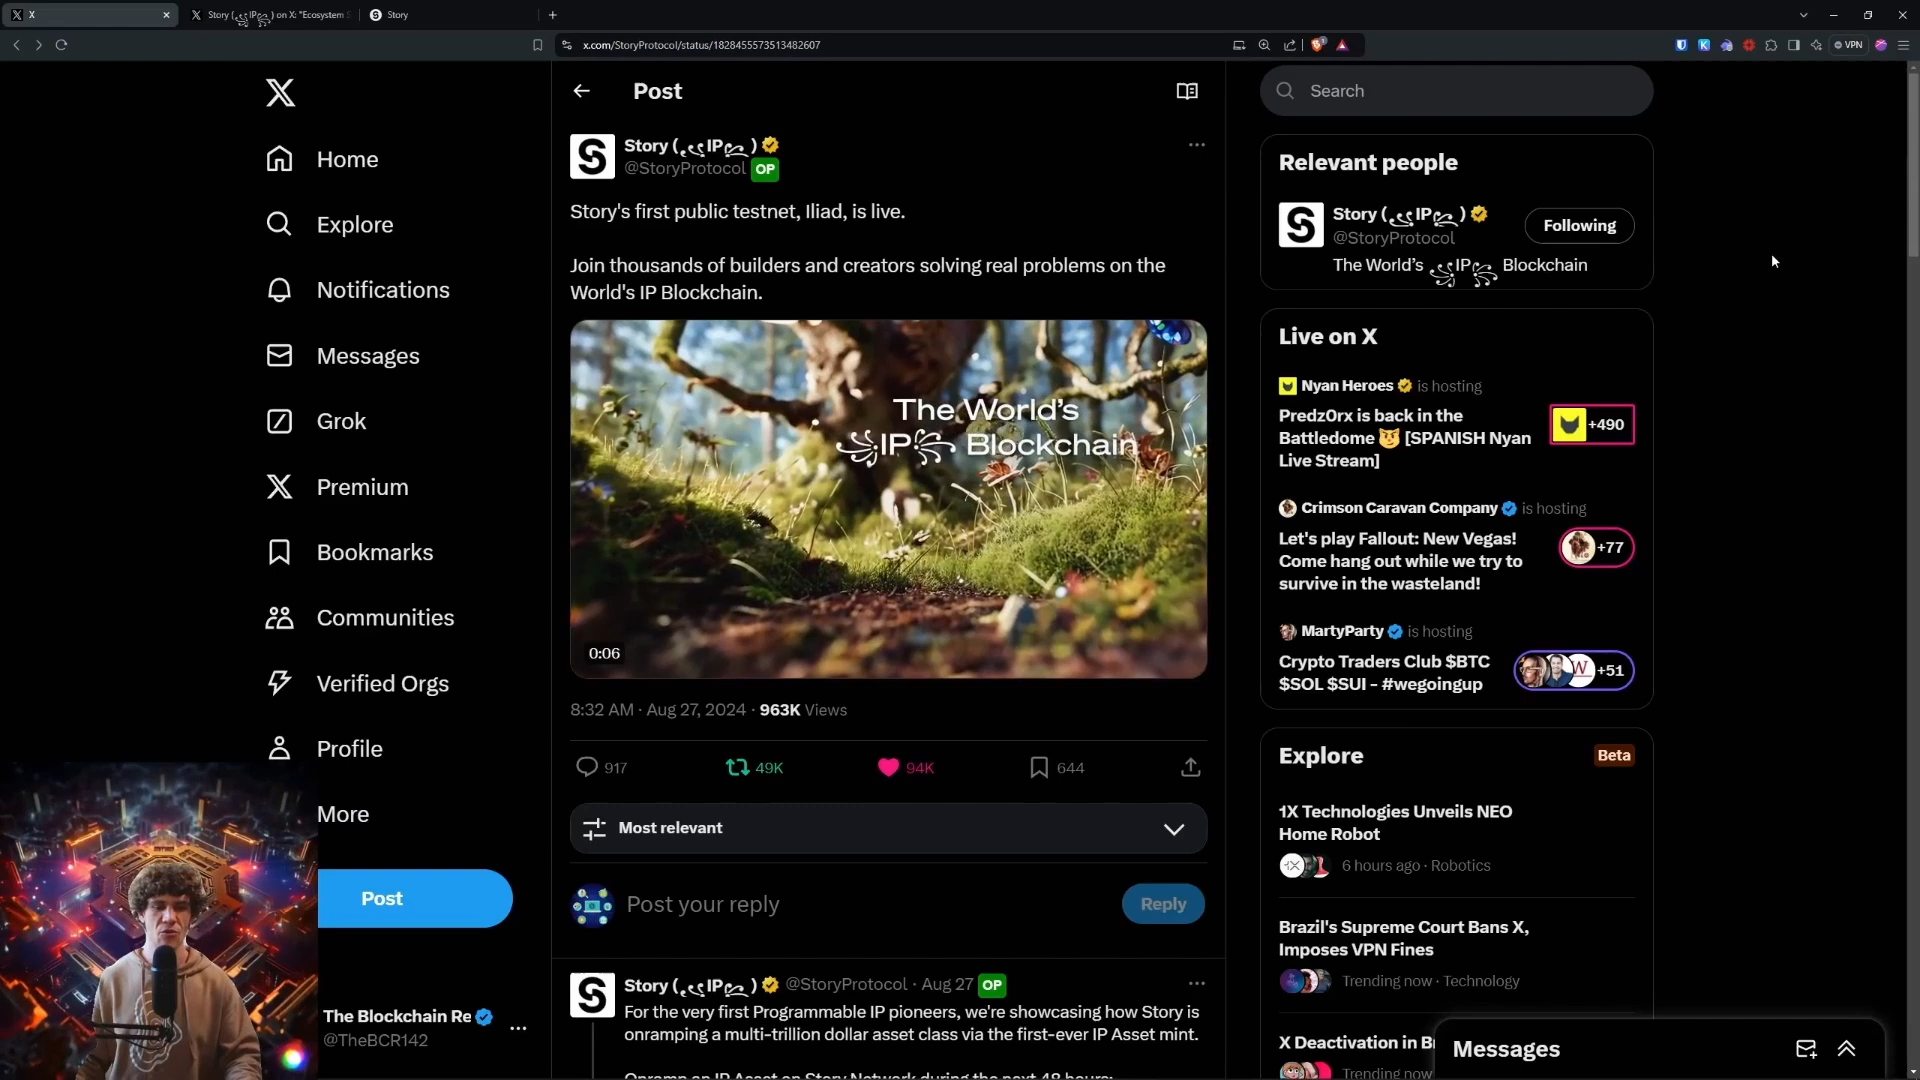 X
Story (IP) on X: "Ecosystem S
Story
x.com/StoryProtocol/status/1828455573513482607
VPN
Home
Explore
Notifications
Messages
Grok
Premium
Bookmarks
Communities
Verified Orgs
Profile
More
Post
The Blockchain Re
@TheBCR142
Post
Story (IP)
@StoryProtocol OP
Story's first public testnet, Iliad, is live.
Join thousands of builders and creators solving real problems on the
World's IP Blockchain.
The World's
IP Blockchain
0:06
8:32 AM · Aug 27, 2024 · 963K Views
917 49K 94K 644
Most relevant
Post your reply
Reply
Story (IP) @StoryProtocol · Aug 27 OP
For the very first Programmable IP pioneers, we're showcasing how Story is
onramping a multi-trillion dollar asset class via the first-ever IP Asset mint.
Onramp an IP Asset on Story Network during the next 48 hours:
Search
Relevant people
Story (IP)
@StoryProtocol
Following
The World's IP Blockchain
Live on X
Nyan Heroes is hosting
PredzOrx is back in the
Battledome 😼 [SPANISH Nyan
Live Stream]
+490
Crimson Caravan Company is hosting
Let's play Fallout: New Vegas!
Come hang out while we try to
survive in the wasteland!
+77
MartyParty is hosting
Crypto Traders Club $BTC
$SOL $SUI - #wegoingup
+51
Explore
Beta
1X Technologies Unveils NEO
Home Robot
6 hours ago · Robotics
Brazil's Supreme Court Bans X,
Imposes VPN Fines
Trending now · Technology
X Deactivation in B
Trending now
Messages